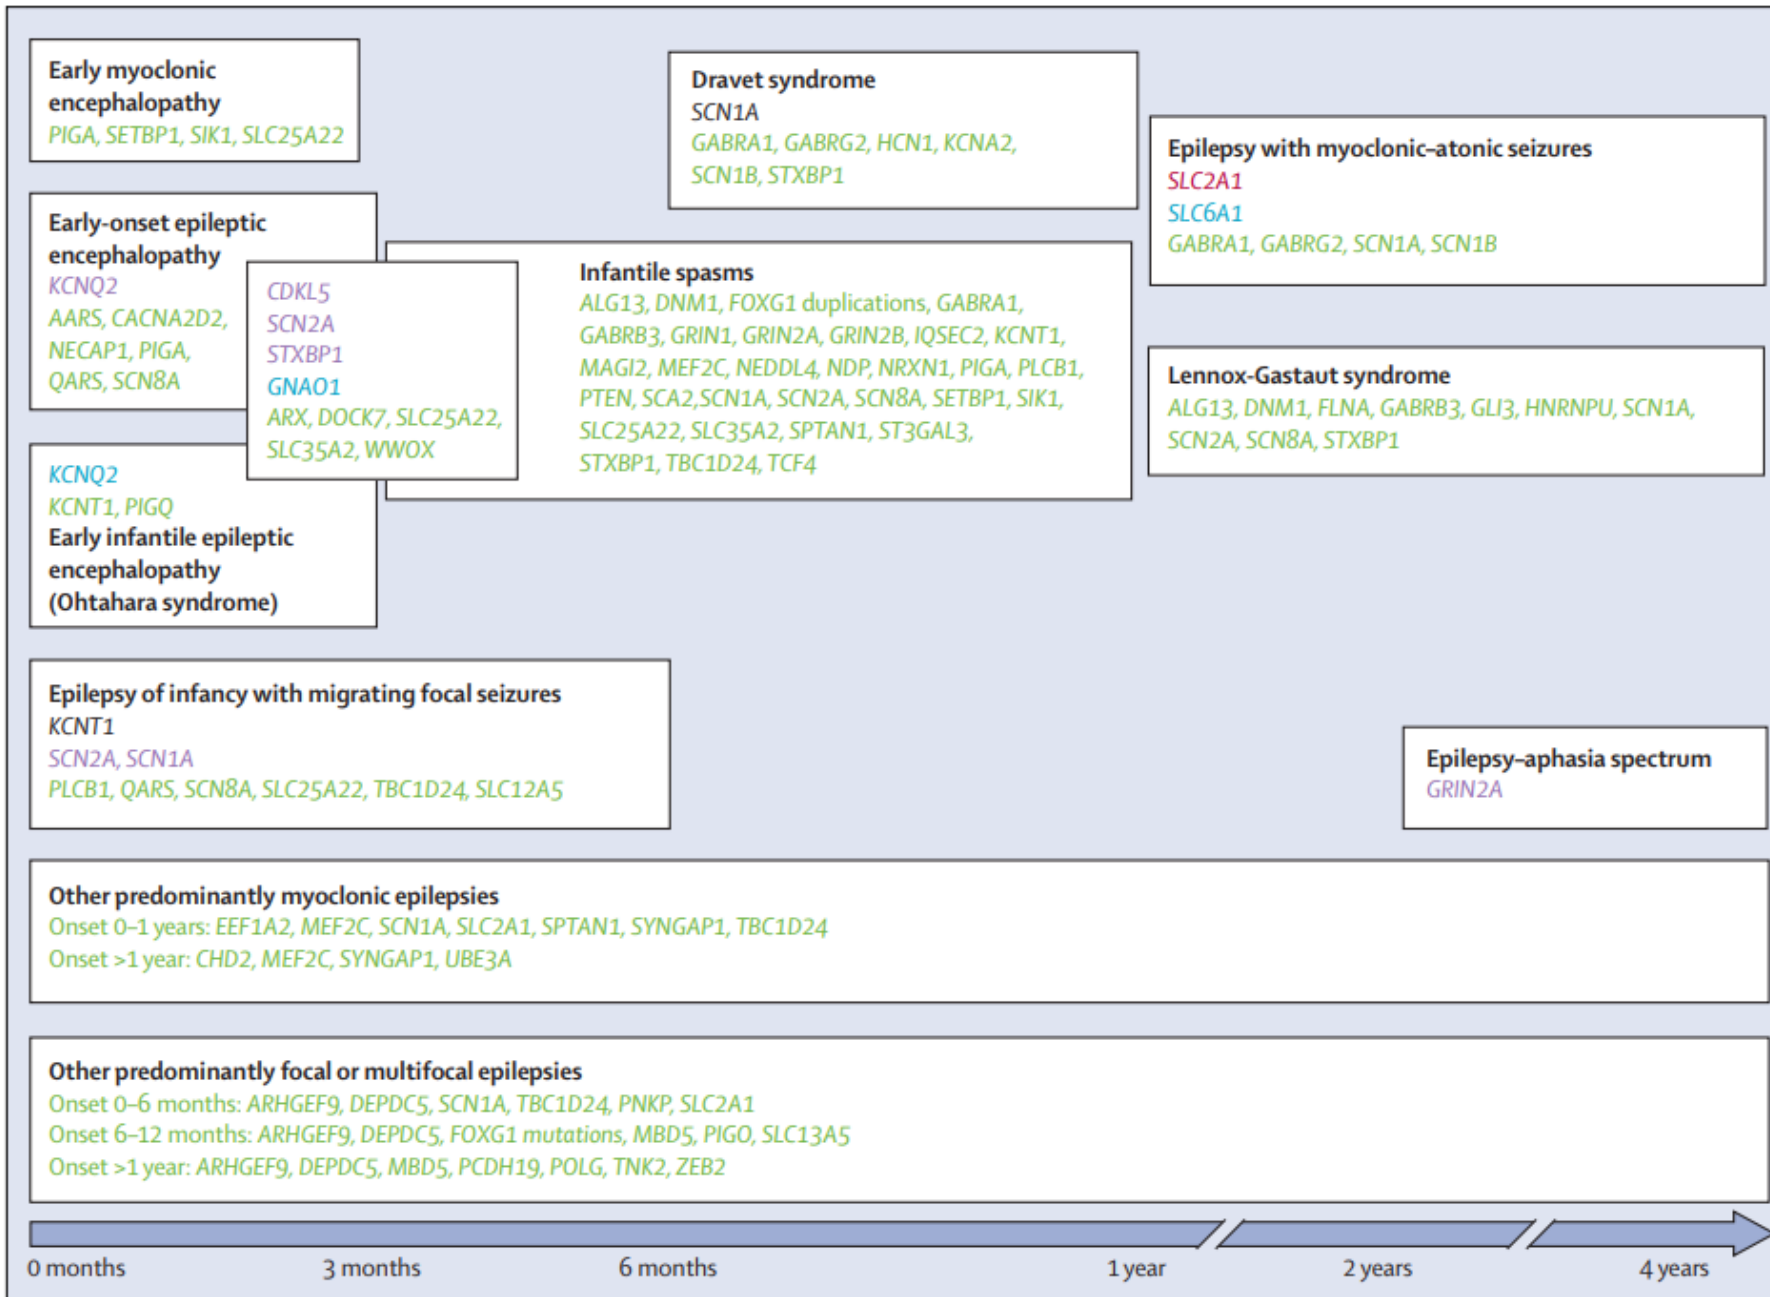 Early myoclonic
encephalopathy
PIGA, SETBP1, SIK1, SLC25A22
Early-onset epileptic
encephalopathy
KCNQ2
AARS, CACNA2D2,
NECAP1, PIGA,
QARS, SCN8A
KCNQ2
KCNT1, PIGQ
Early infantile epileptic
encephalopathy
(Ohtahara syndrome)
CDKL5
SCN2A
STXBP1
GNAO1
ARX, DOCK7, SLC25A22,
SLC35A2, WWOX
Infantile spasms
ALG13, DNM1, FOXG1 duplications, GABRA1,
GABRB3, GRIN1, GRIN2A, GRIN2B, IQSEC2, KCNT1,
MAGI2, MEF2C, NEDDL4, NDP, NRXN1, PIGA, PLCB1,
PTEN, SCA2,SCN1A, SCN2A, SCN8A, SETBP1, SIK1,
SLC25A22, SLC35A2, SPTAN1, ST3GAL3,
STXBP1, TBC1D24, TCF4
Dravet syndrome
SCN1A
GABRA1, GABRG2, HCN1, KCNA2,
SCN1B, STXBP1
Epilepsy with myoclonic–atonic seizures
SLC2A1
SLC6A1
GABRA1, GABRG2, SCN1A, SCN1B
Lennox-Gastaut syndrome
ALG13, DNM1, FLNA, GABRB3, GLI3, HNRNPU, SCN1A,
SCN2A, SCN8A, STXBP1
Epilepsy of infancy with migrating focal seizures
KCNT1
SCN2A, SCN1A
PLCB1, QARS, SCN8A, SLC25A22, TBC1D24, SLC12A5
Epilepsy–aphasia spectrum
GRIN2A
Other predominantly myoclonic epilepsies
Onset 0–1 years: EEF1A2, MEF2C, SCN1A, SLC2A1, SPTAN1, SYNGAP1, TBC1D24
Onset >1 year: CHD2, MEF2C, SYNGAP1, UBE3A
Other predominantly focal or multifocal epilepsies
Onset 0–6 months: ARHGEF9, DEPDC5, SCN1A, TBC1D24, PNKP, SLC2A1
Onset 6–12 months: ARHGEF9, DEPDC5, FOXG1 mutations, MBD5, PIGO, SLC13A5
Onset >1 year: ARHGEF9, DEPDC5, MBD5, PCDH19, POLG, TNK2, ZEB2
0 months
3 months
6 months
1 year
2 years
4 years